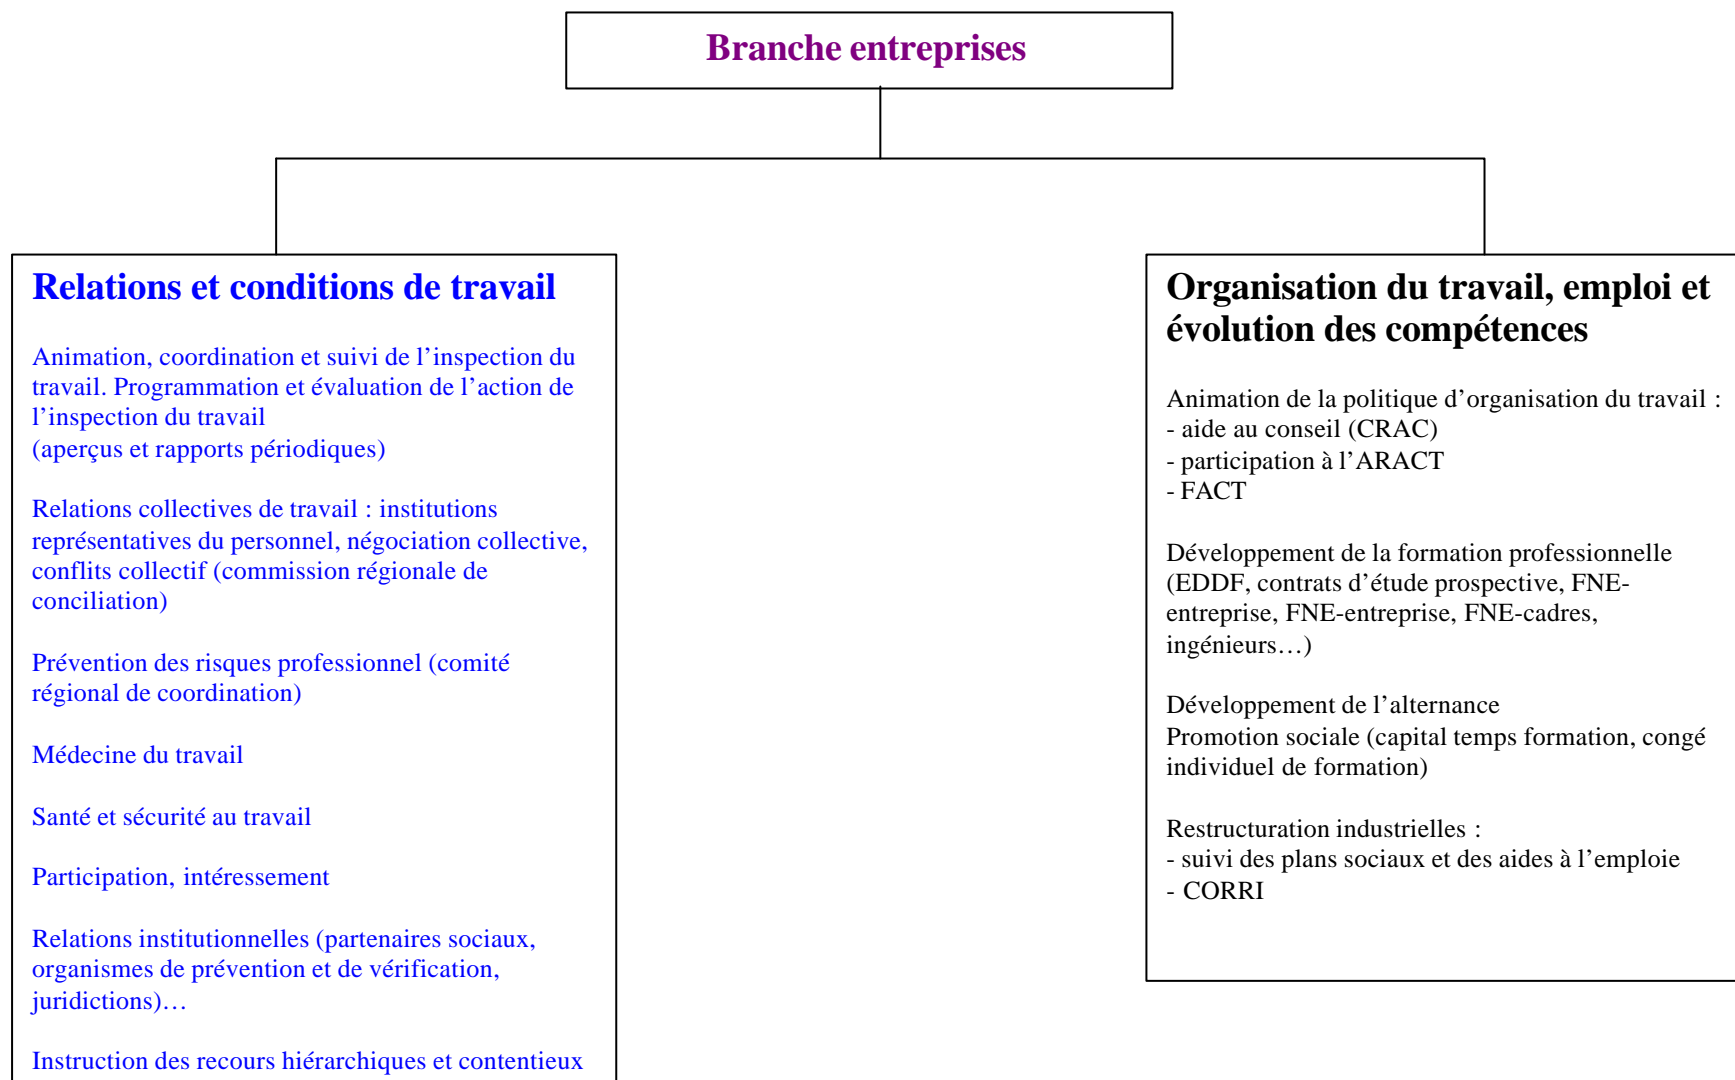 Branche entreprises
Relations et conditions de travail
Animation, coordination et suivi de l’inspection du
travail. Programmation et évaluation de l’action de
l’inspection du travail
(aperçus et rapports périodiques)
Relations collectives de travail : institutions
représentatives du personnel, négociation collective,
conflits collectif (commission régionale de
conciliation)
Prévention des risques professionnel (comité
régional de coordination)
Médecine du travail
Santé et sécurité au travail
Participation, intéressement
Relations institutionnelles (partenaires sociaux,
organismes de prévention et de vérification,
juridictions)…
Instruction des recours hiérarchiques et contentieux
Organisation du travail, emploi et
évolution des compétences
Animation de la politique d’organisation du travail :
- aide au conseil (CRAC)
- participation à l’ARACT
- FACT
Développement de la formation professionnelle
(EDDF, contrats d’étude prospective, FNE-
entreprise, FNE-entreprise, FNE-cadres,
ingénieurs…)
Développement de l’alternance
Promotion sociale (capital temps formation, congé
individuel de formation)
Restructuration industrielles :
- suivi des plans sociaux et des aides à l’emploie
- CORRI